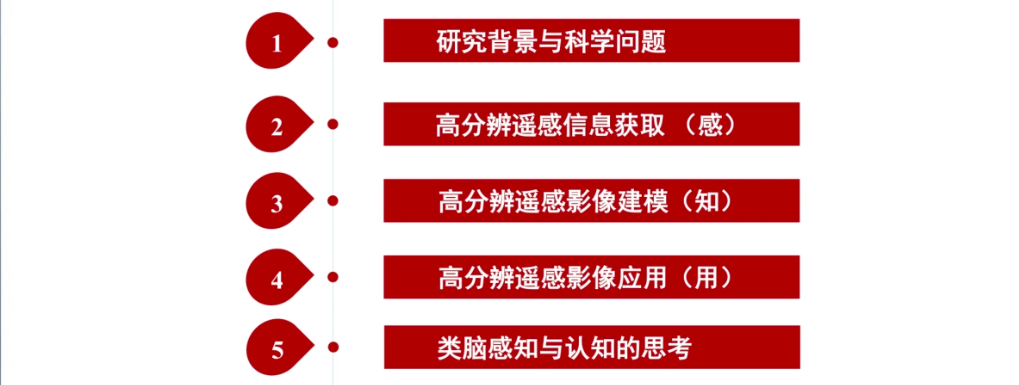 1 研究背景与科学问题
2 高分辨遥感信息获取 （感）
3 高分辨遥感影像建模（知）
4 高分辨遥感影像应用（用）
5 类脑感知与认知的思考